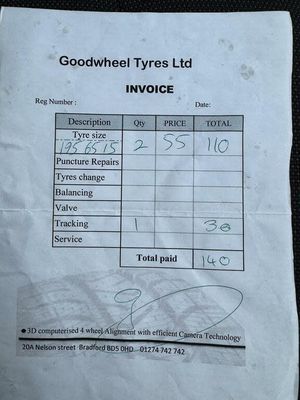 Goodwheel Tyres Ltd
INVOICE
Reg Number : Date:
Description Qty PRICE TOTAL
Tyre size
195 65 15 2 55 110
Puncture Repairs
Tyres change
Balancing
Valve
Tracking 1 30
Service
Total paid 140
● 3D computerised 4 wheel Alignment with efficient Camera Technology
20A Nelson street Bradford BD5 0HD 01274 742 742